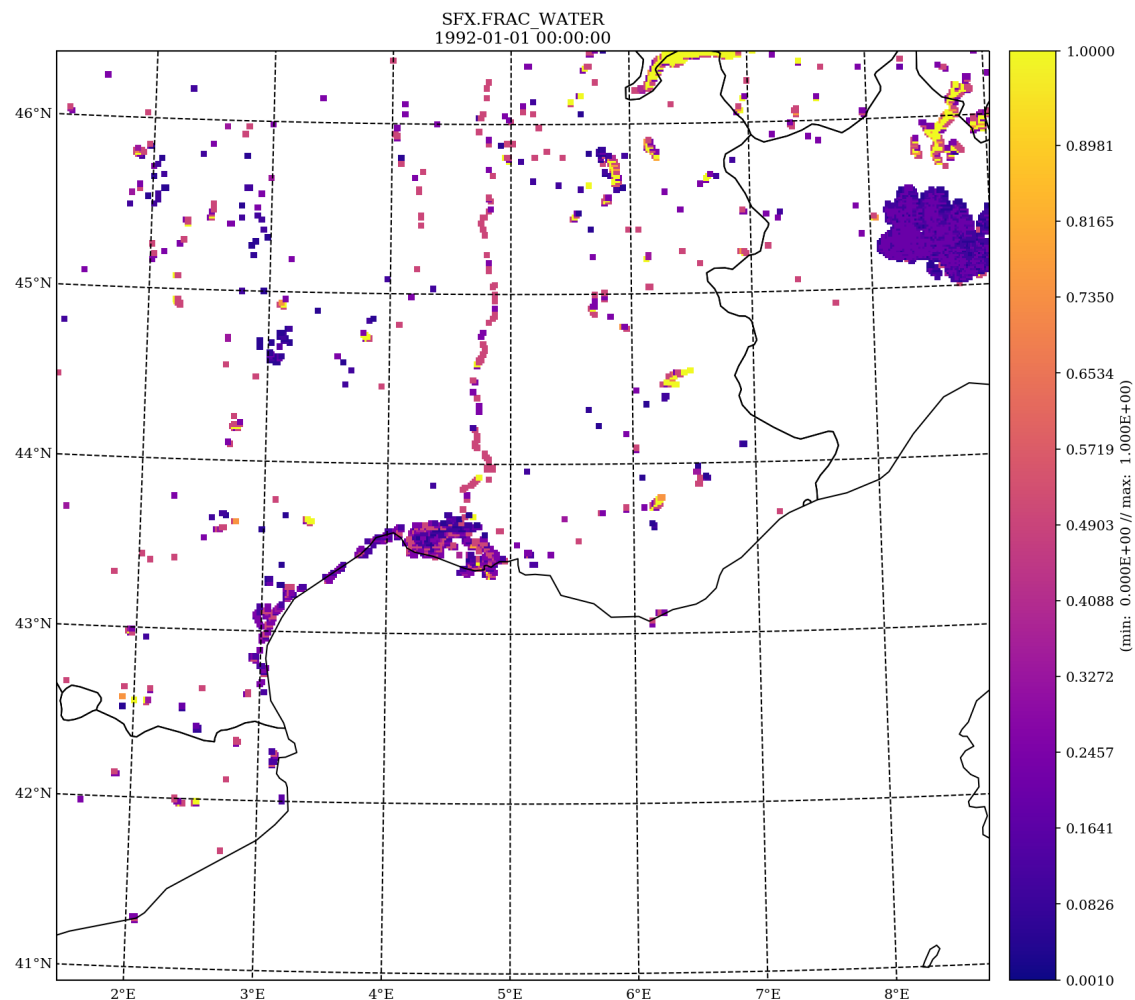 SFX.FRAC_WATER
1992-01-01 00:00:00
46°N
45°N
44°N
43°N
42°N
41°N
2°E
3°E
4°E
5°E
6°E
7°E
8°E
1.0000
0.8981
0.8165
0.7350
0.6534
0.5719
0.4903
0.4088
0.3272
0.2457
0.1641
0.0826
0.0010
(min: 0.000E+00 // max: 1.000E+00)